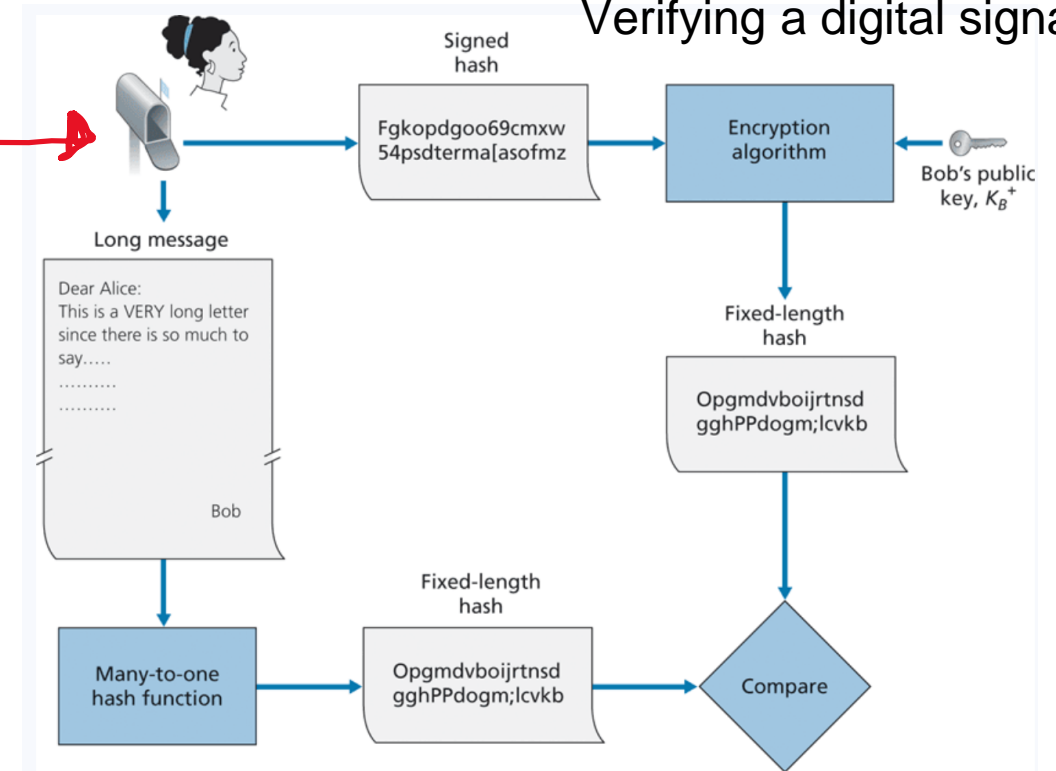 Verifying a digital signa
Signed
hash
Fgkopdgoo69cmxw
54psdterma[asofmz
Encryption
algorithm
Bob's public
key, K_B^+
Long message
Dear Alice:
This is a VERY long letter
since there is so much to
say.....
..........
..........
Bob
Fixed-length
hash
Opgmdvboijrtnsd
gghPPdogm;lcvkb
Many-to-one
hash function
Fixed-length
hash
Opgmdvboijrtnsd
gghPPdogm;lcvkb
Compare